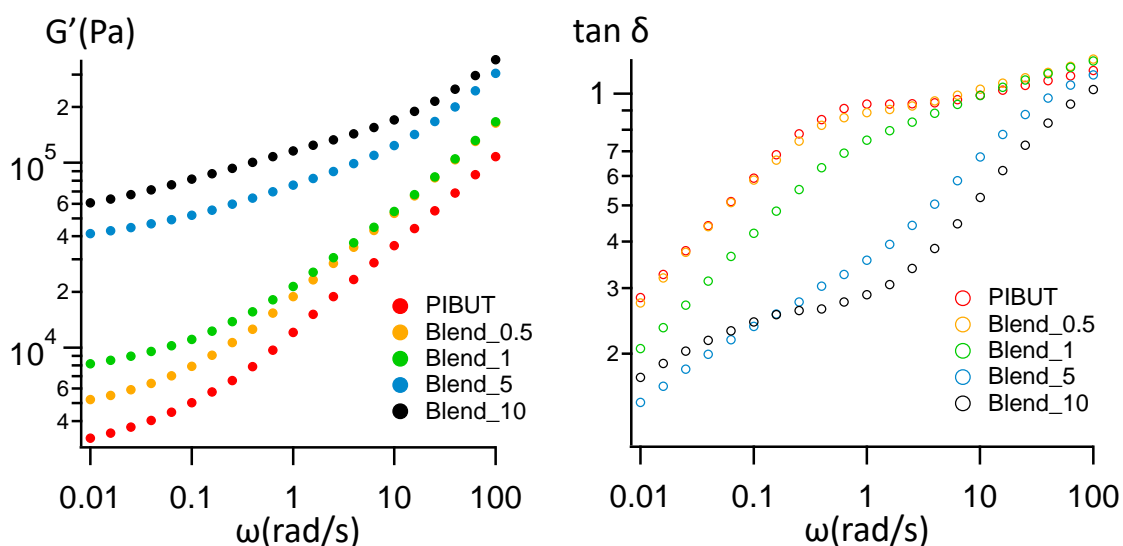 G'(Pa)
2
10⁵
6
4
2
10⁴
6
4
PIBUT
Blend_0.5
Blend_1
Blend_5
Blend_10
0.01
0.1
1
10
100
ω(rad/s)
tan δ
1
7
5
4
3
2
PIBUT
Blend_0.5
Blend_1
Blend_5
Blend_10
0.01
0.1
1
10
100
ω(rad/s)